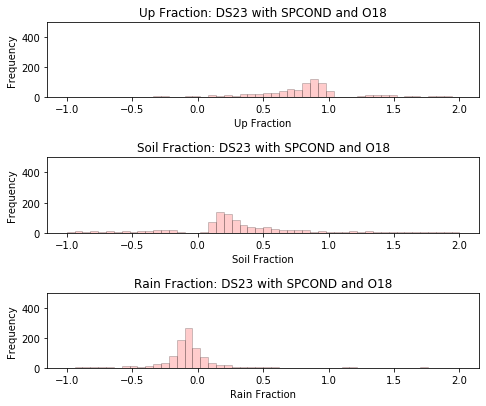 Up Fraction: DS23 with SPCOND and O18
Frequency
400
200
0
−1.0 −0.5 0.0 0.5 1.0 1.5 2.0
Up Fraction
Soil Fraction: DS23 with SPCOND and O18
Frequency
400
200
0
−1.0 −0.5 0.0 0.5 1.0 1.5 2.0
Soil Fraction
Rain Fraction: DS23 with SPCOND and O18
Frequency
400
200
0
−1.0 −0.5 0.0 0.5 1.0 1.5 2.0
Rain Fraction